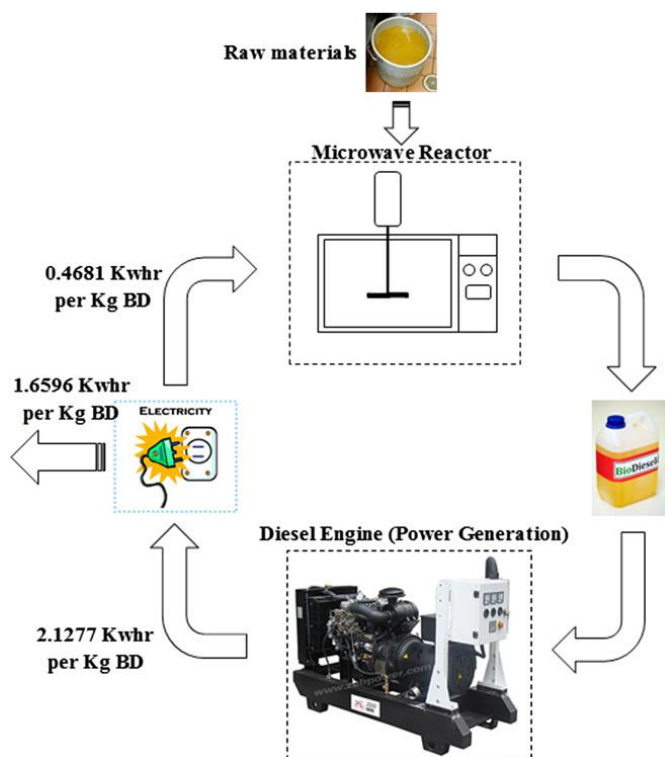 Raw materials
Microwave Reactor
0.4681 Kwhr
per Kg BD
1.6596 Kwhr
per Kg BD
ELECTRICITY
BioDiesel
Diesel Engine (Power Generation)
2.1277 Kwhr
per Kg BD